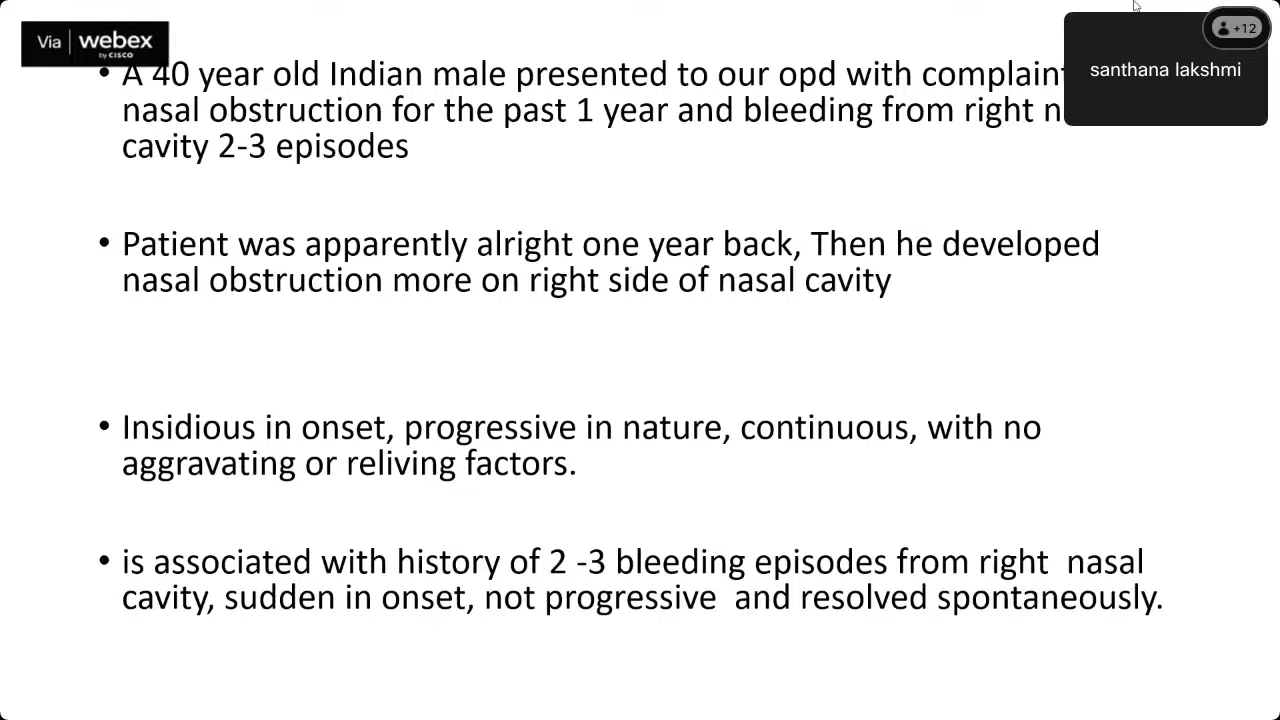 Via webex
by CISCO
+12
santhana lakshmi
• A 40 year old Indian male presented to our opd with complain
nasal obstruction for the past 1 year and bleeding from right
cavity 2-3 episodes
• Patient was apparently alright one year back, Then he developed
nasal obstruction more on right side of nasal cavity
• Insidious in onset, progressive in nature, continuous, with no
aggravating or reliving factors.
• is associated with history of 2 -3 bleeding episodes from right  nasal
cavity, sudden in onset, not progressive  and resolved spontaneously.